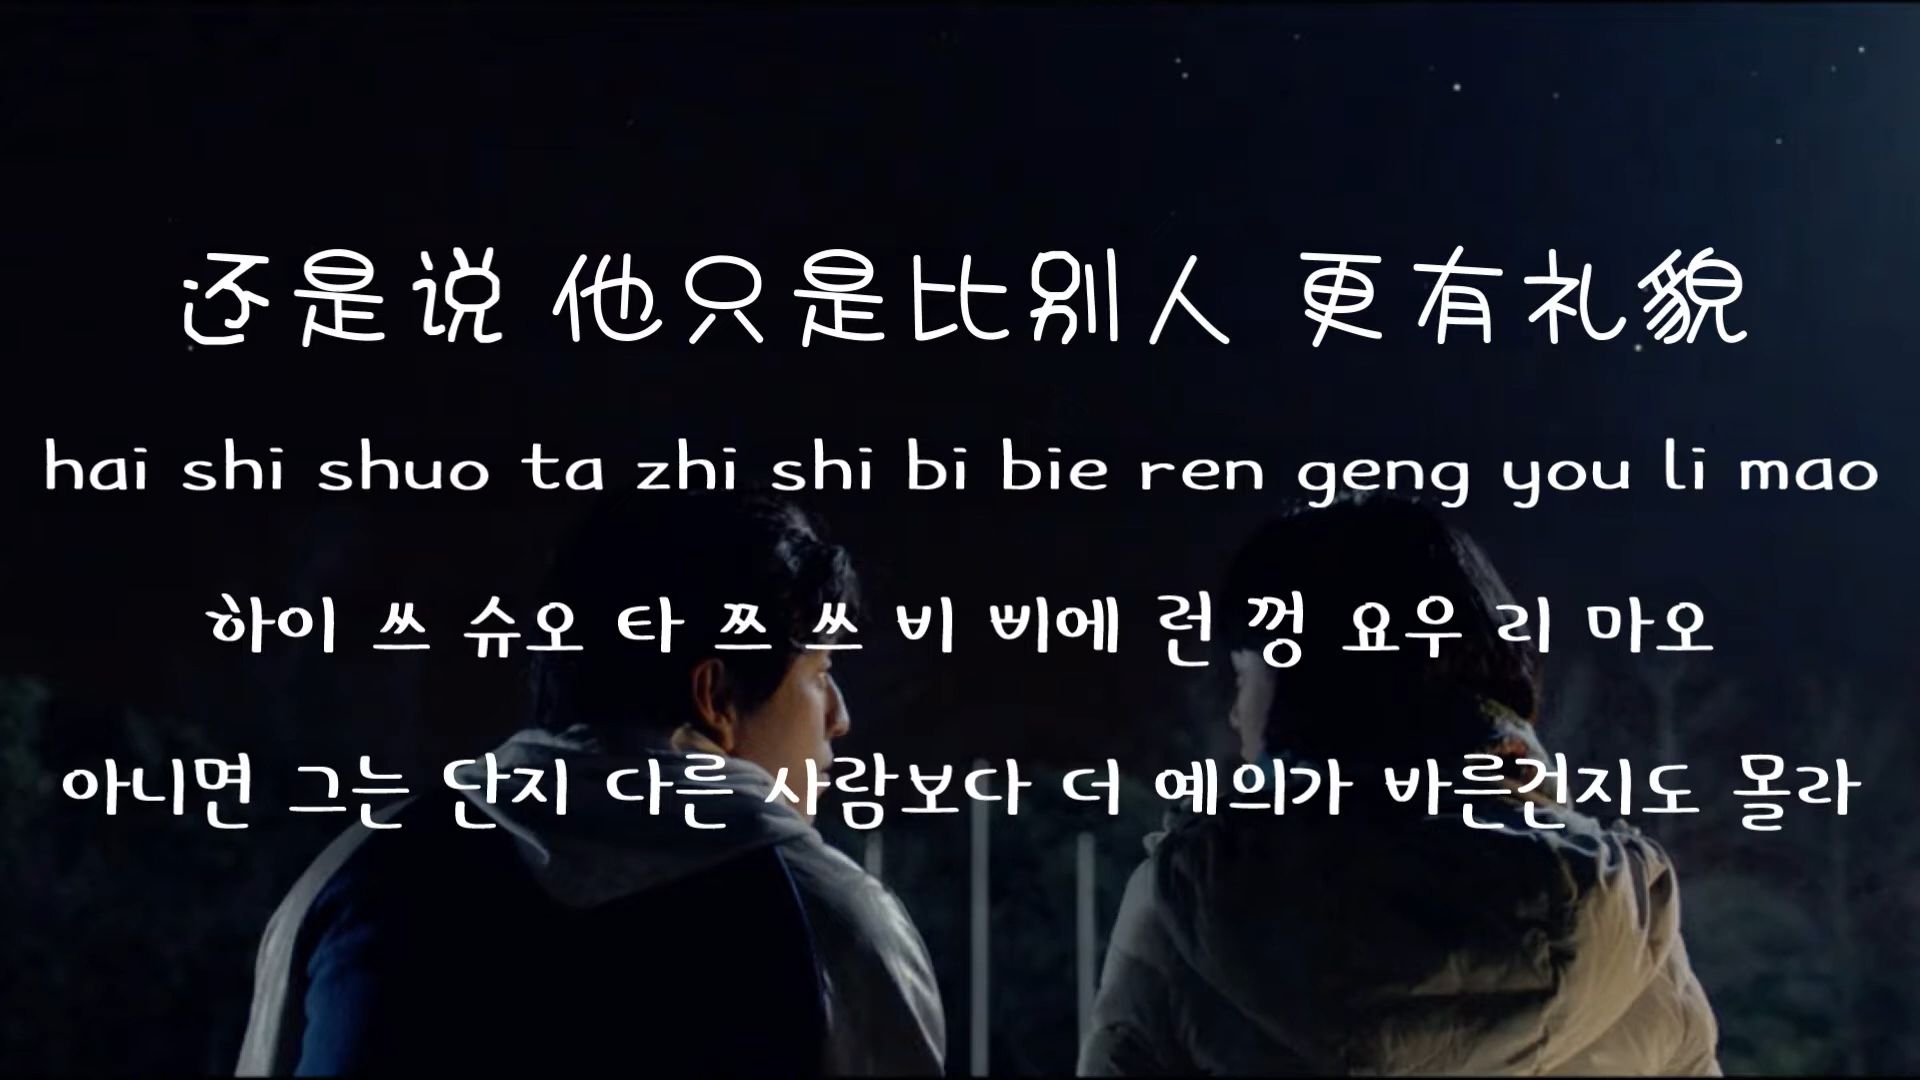 还是说 他只是比别人 更有礼貌
hai shi shuo ta zhi shi bi bie ren geng you li mao
하이 쓰 슈오 타 쯔 쓰 비 삐에 런 껑 요우 리 마오
아니면 그는 단지 다른 사람보다 더 예의가 바른건지도 몰라